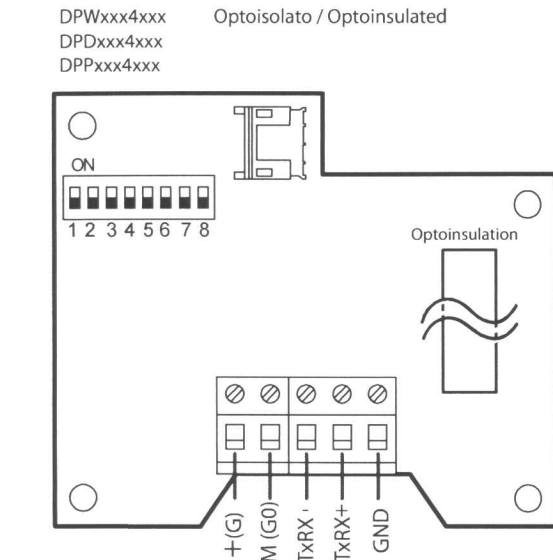 DPWxxx4xxx Optoisolato / Optoinsulated
DPDxxx4xxx
DPPxxx4xxx
ON
1 2 3 4 5 6 7 8
Optoinsulation
+(G)
M (G0)
TxRX -
TxRX+
GND